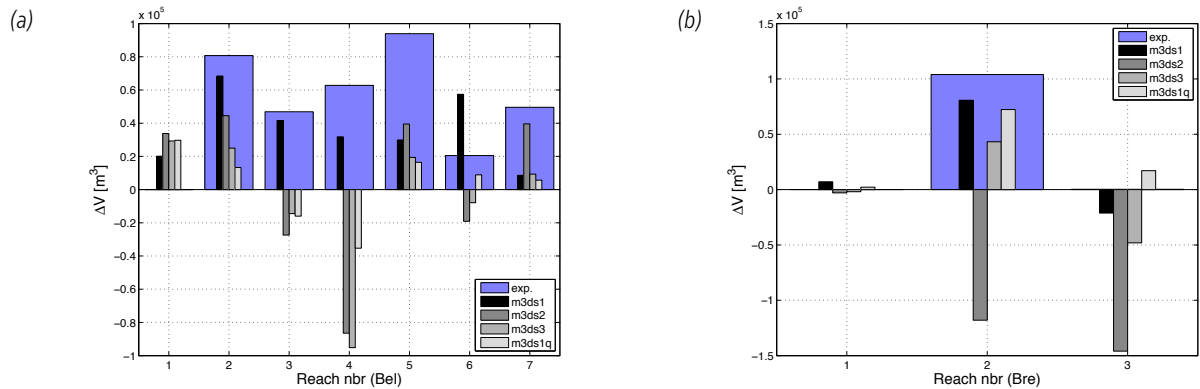 (a)
x 10^5
1
0.8
0.6
0.4
0.2
0
−0.2
−0.4
−0.6
−0.8
−1
ΔV [m³]
1 2 3 4 5 6 7
Reach nbr (Bel)
exp.
m3ds1
m3ds2
m3ds3
m3ds1q
(b)
x 10^5
1.5
1
0.5
0
−0.5
−1
−1.5
ΔV [m³]
1 2 3
Reach nbr (Bre)
exp.
m3ds1
m3ds2
m3ds3
m3ds1q